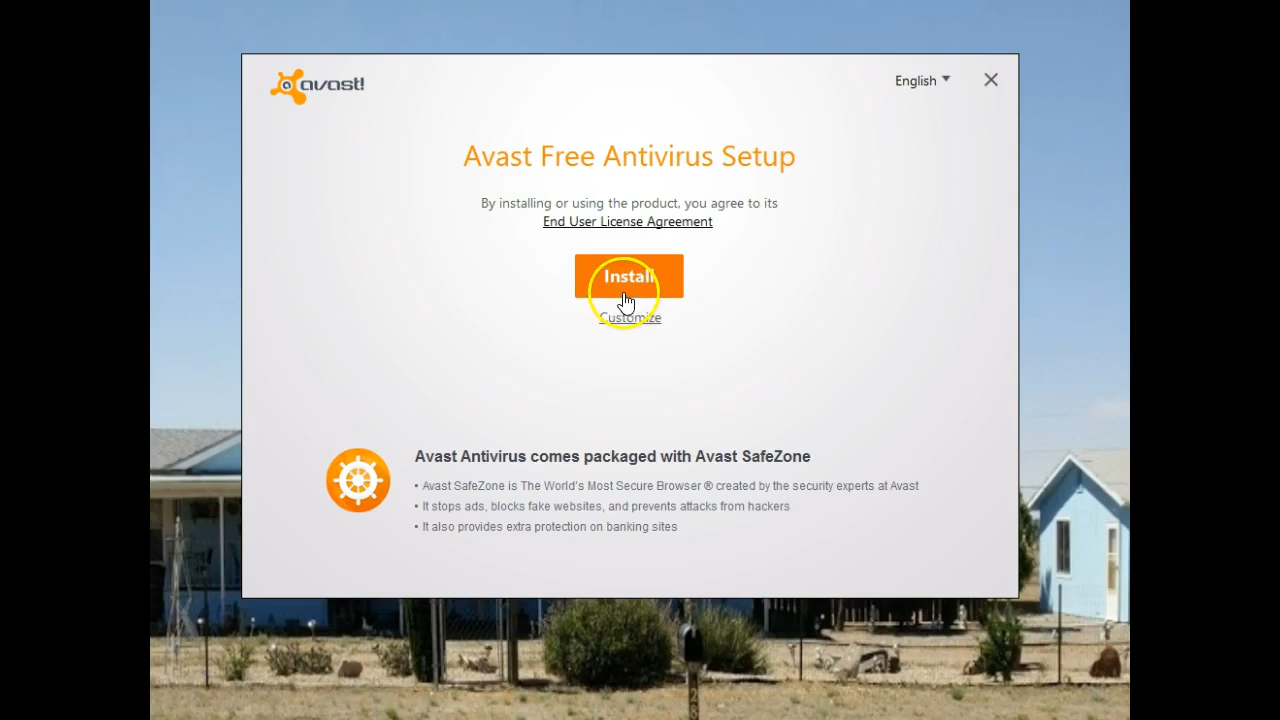 avast!
English
Avast Free Antivirus Setup
By installing or using the product, you agree to its
End User License Agreement
Install
Customize
Avast Antivirus comes packaged with Avast SafeZone
▪ Avast SafeZone is The World's Most Secure Browser ® created by the security experts at Avast
▪ It stops ads, blocks fake websites, and prevents attacks from hackers
▪ It also provides extra protection on banking sites